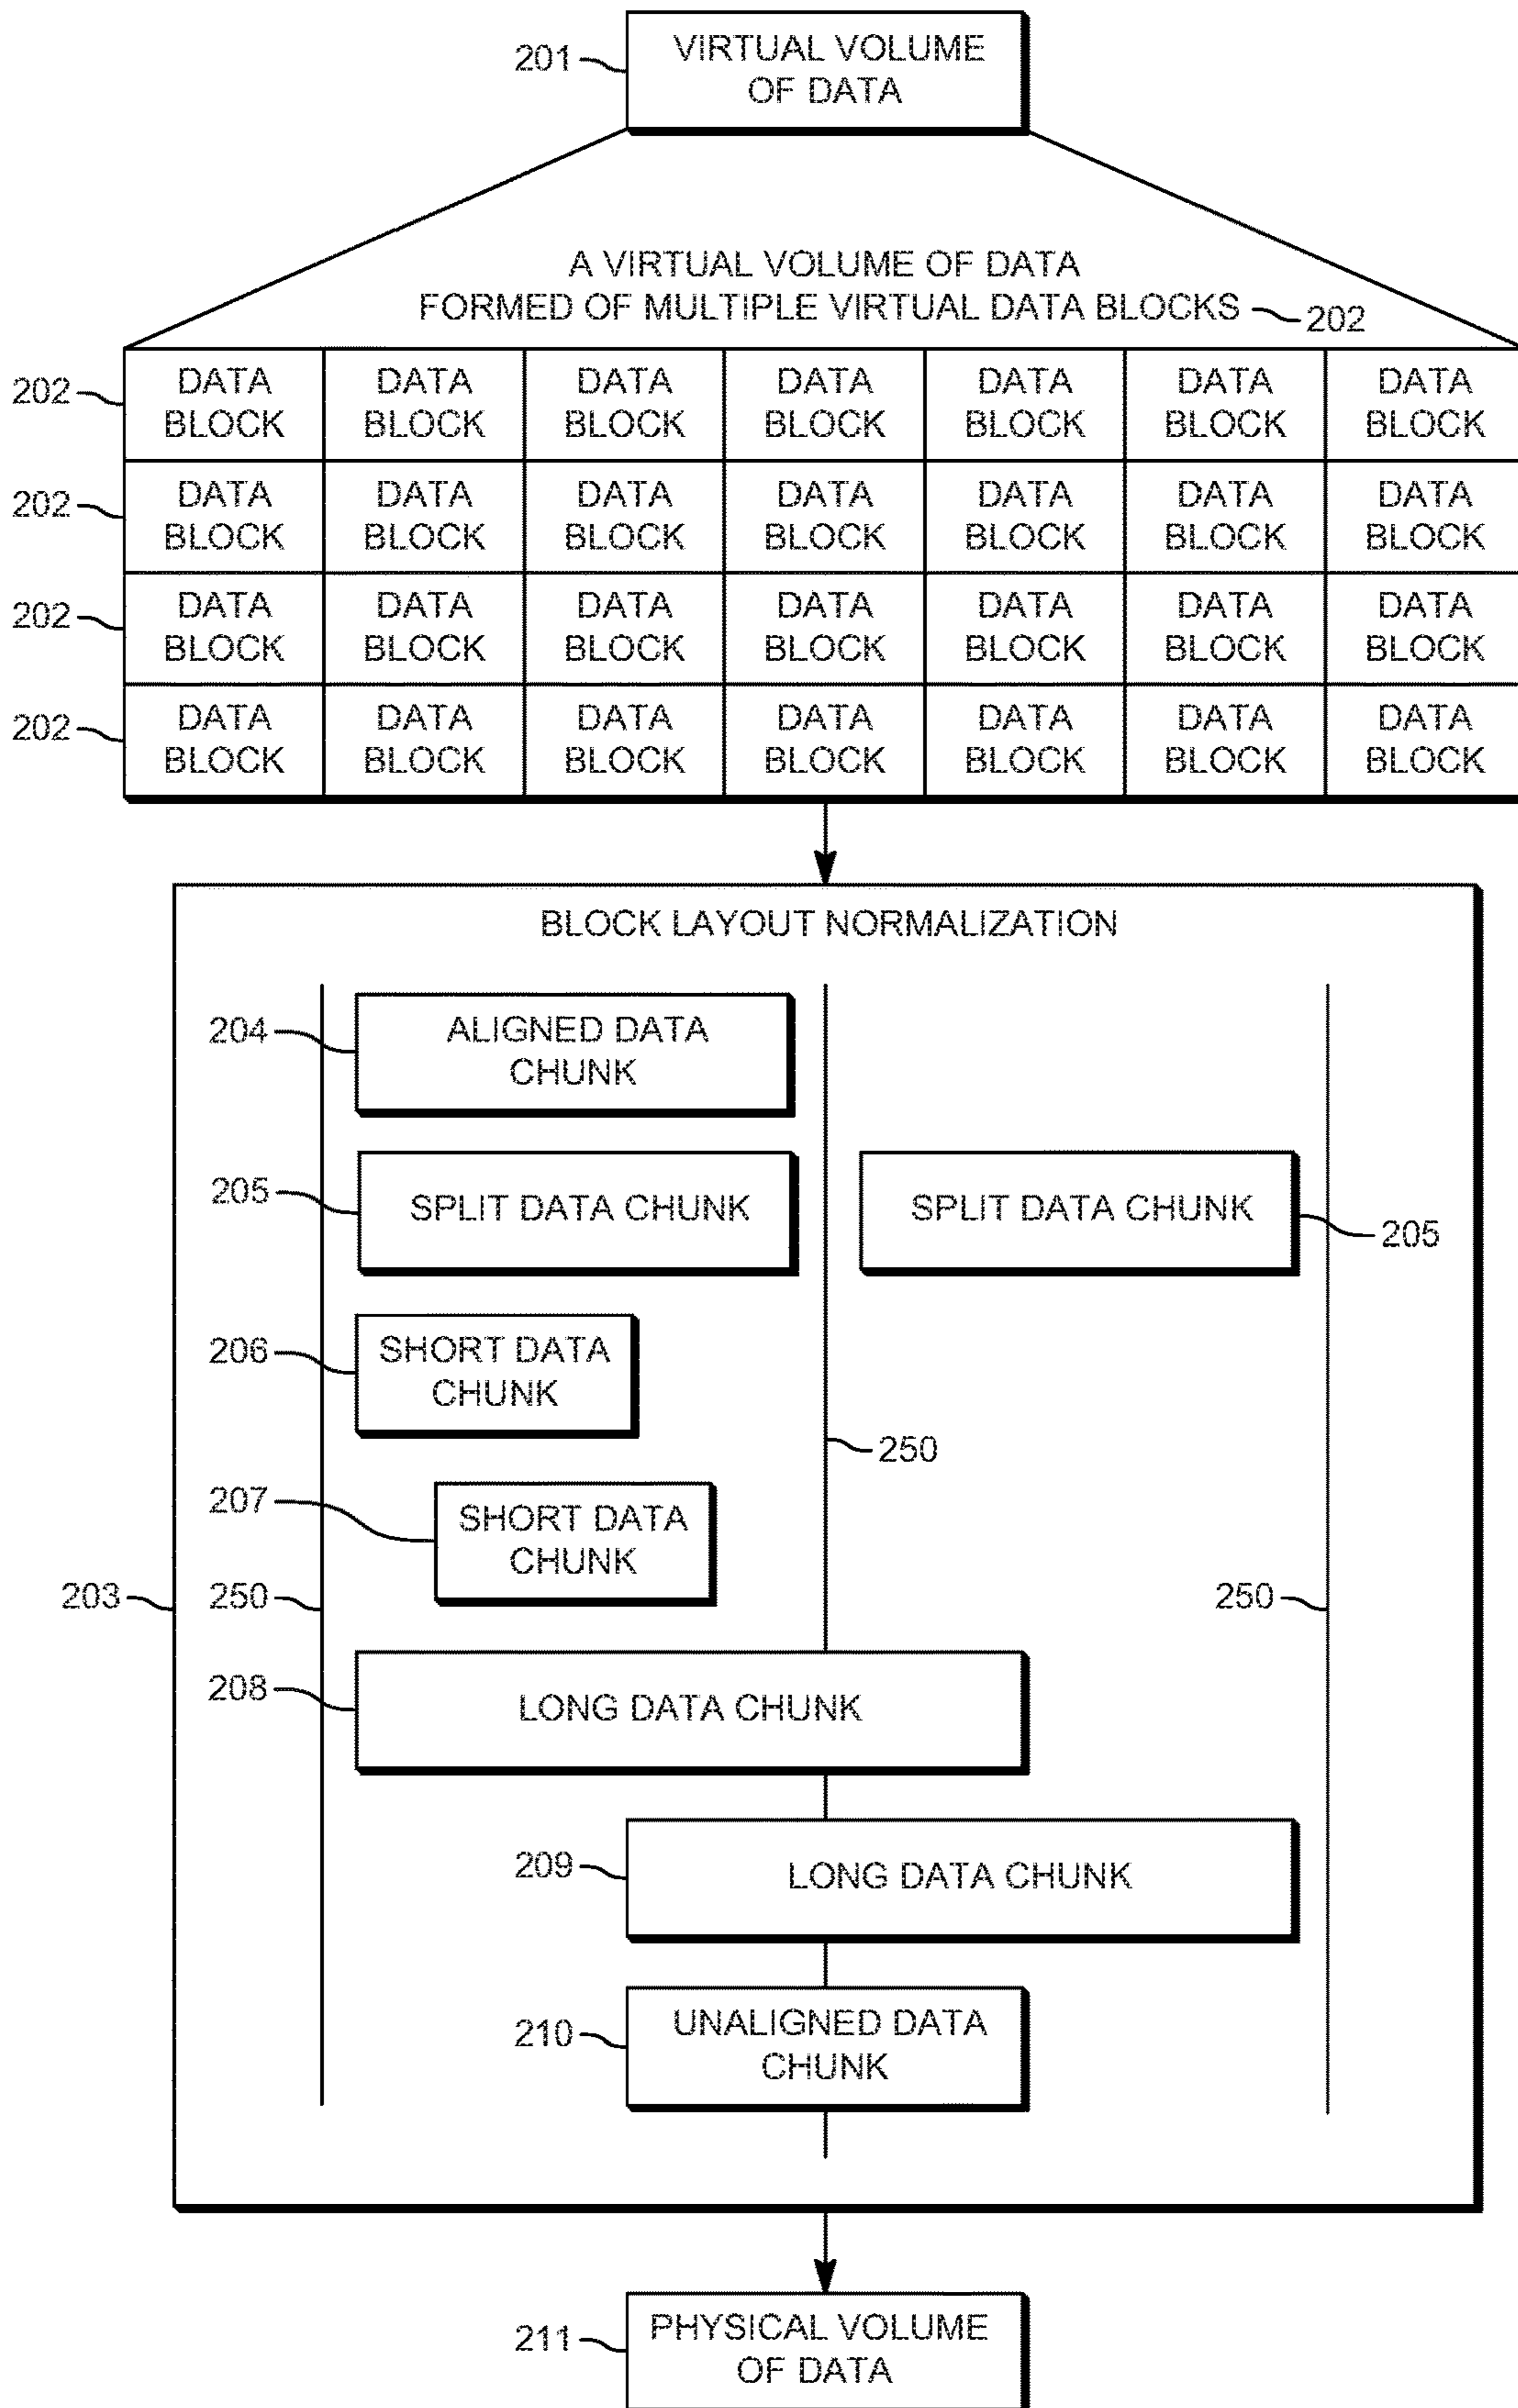 201
VIRTUAL VOLUME
OF DATA
A VIRTUAL VOLUME OF DATA
FORMED OF MULTIPLE VIRTUAL DATA BLOCKS 202
202 DATA DATA DATA DATA DATA DATA DATA
BLOCK BLOCK BLOCK BLOCK BLOCK BLOCK BLOCK
202 DATA DATA DATA DATA DATA DATA DATA
BLOCK BLOCK BLOCK BLOCK BLOCK BLOCK BLOCK
202 DATA DATA DATA DATA DATA DATA DATA
BLOCK BLOCK BLOCK BLOCK BLOCK BLOCK BLOCK
202 DATA DATA DATA DATA DATA DATA DATA
BLOCK BLOCK BLOCK BLOCK BLOCK BLOCK BLOCK
BLOCK LAYOUT NORMALIZATION
204
ALIGNED DATA
CHUNK
205 SPLIT DATA CHUNK SPLIT DATA CHUNK
205
206
SHORT DATA
CHUNK
250
207
SHORT DATA
CHUNK
203 250 250
208 LONG DATA CHUNK
209 LONG DATA CHUNK
210
UNALIGNED DATA
CHUNK
211
PHYSICAL VOLUME
OF DATA